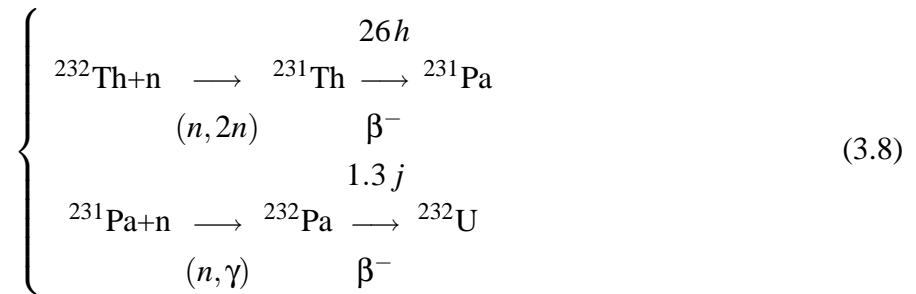 26h
²³²Th+n ⟶ ²³¹Th ⟶ ²³¹Pa
(n,2n) β⁻
1.3 j
²³¹Pa+n ⟶ ²³²Pa ⟶ ²³²U
(n,γ) β⁻
(3.8)